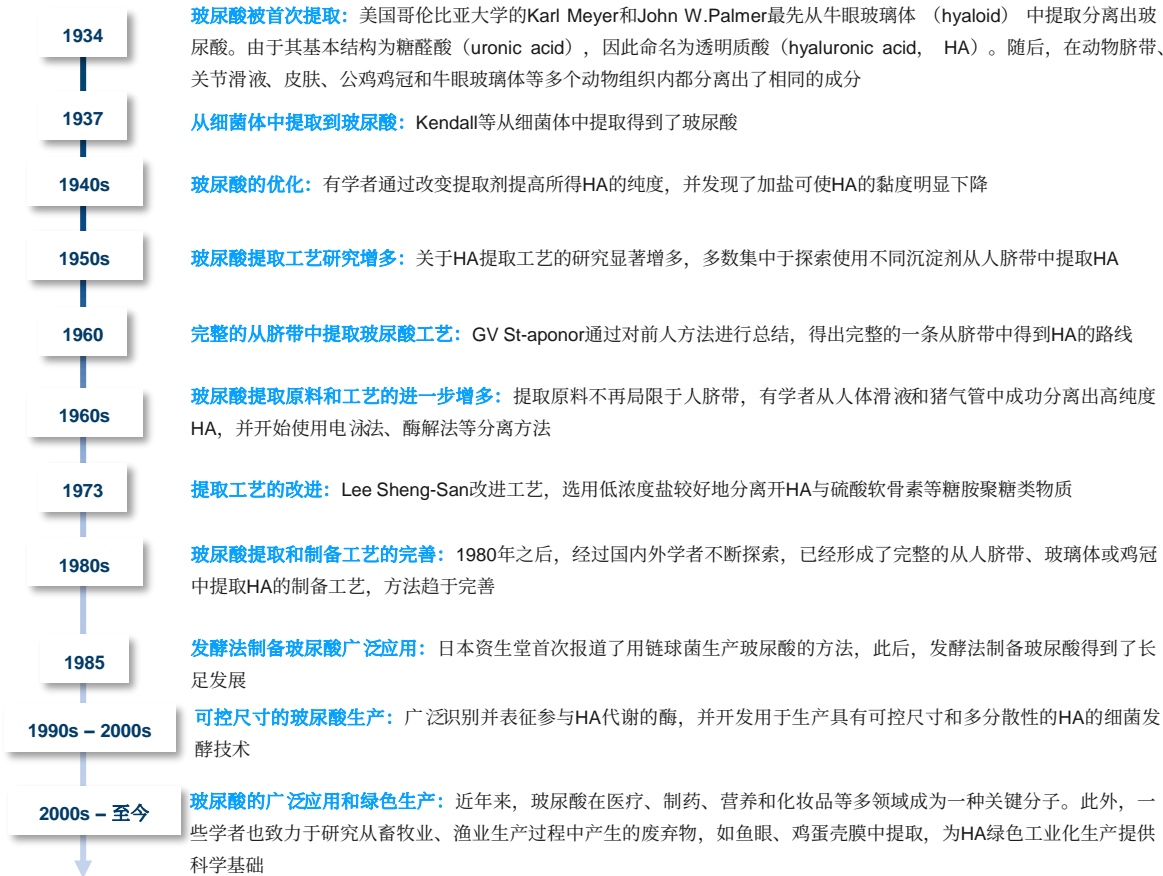 1934
玻尿酸被首次提取：美国哥伦比亚大学的Karl Meyer和John W.Palmer最先从牛眼玻璃体 （hyaloid） 中提取分离出玻
尿酸。由于其基本结构为糖醛酸（uronic acid），因此命名为透明质酸（hyaluronic acid， HA）。随后，在动物脐带、
关节滑液、皮肤、公鸡鸡冠和牛眼玻璃体等多个动物组织内都分离出了相同的成分
1937
从细菌体中提取到玻尿酸：Kendall等从细菌体中提取得到了玻尿酸
1940s
玻尿酸的优化：有学者通过改变提取剂提高所得HA的纯度，并发现了加盐可使HA的黏度明显下降
1950s
玻尿酸提取工艺研究增多：关于HA提取工艺的研究显著增多，多数集中于探索使用不同沉淀剂从人脐带中提取HA
1960
完整的从脐带中提取玻尿酸工艺：GV St-aponor通过对前人方法进行总结，得出完整的一条从脐带中得到HA的路线
1960s
玻尿酸提取原料和工艺的进一步增多：提取原料不再局限于人脐带，有学者从人体滑液和猪气管中成功分离出高纯度
HA，并开始使用电泳法、酶解法等分离方法
1973
提取工艺的改进：Lee Sheng-San改进工艺，选用低浓度盐较好地分离开HA与硫酸软骨素等糖胺聚糖类物质
1980s
玻尿酸提取和制备工艺的完善：1980年之后，经过国内外学者不断探索，已经形成了完整的从人脐带、玻璃体或鸡冠
中提取HA的制备工艺，方法趋于完善
1985
发酵法制备玻尿酸广泛应用：日本资生堂首次报道了用链球菌生产玻尿酸的方法，此后，发酵法制备玻尿酸得到了长
足发展
1990s – 2000s
可控尺寸的玻尿酸生产：广泛识别并表征参与HA代谢的酶，并开发用于生产具有可控尺寸和多分散性的HA的细菌发
酵技术
2000s – 至今
玻尿酸的广泛应用和绿色生产：近年来，玻尿酸在医疗、制药、营养和化妆品等多领域成为一种关键分子。此外，一
些学者也致力于研究从畜牧业、渔业生产过程中产生的废弃物，如鱼眼、鸡蛋壳膜中提取，为HA绿色工业化生产提供
科学基础